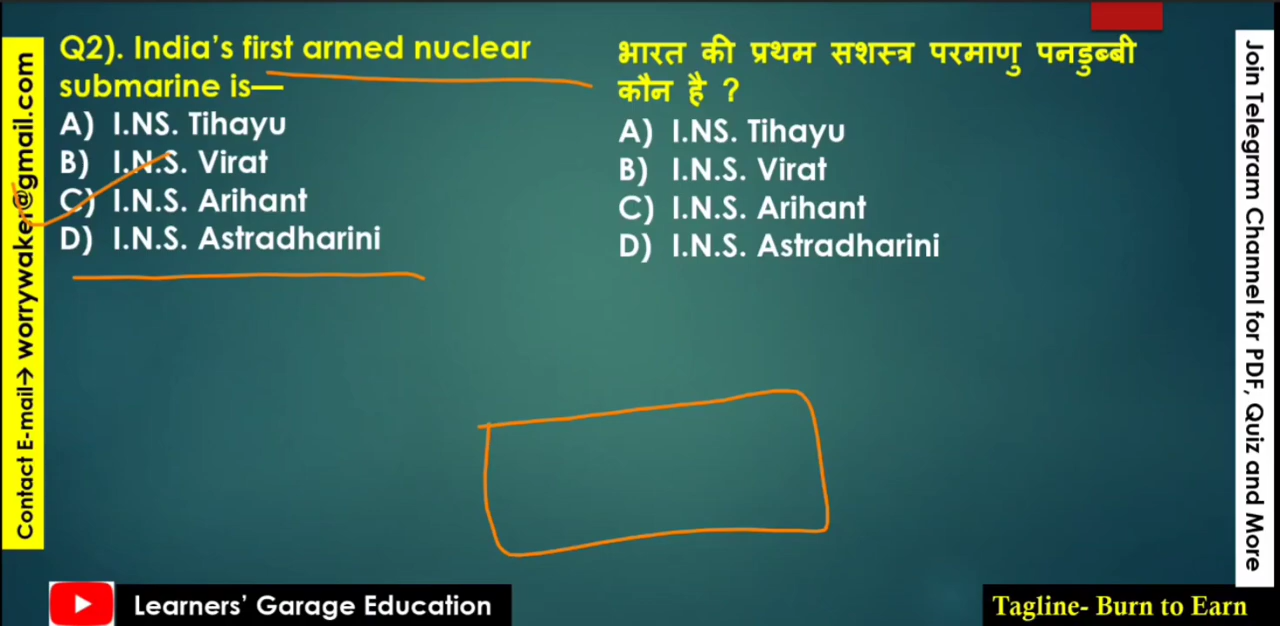 Q2). India's first armed nuclear
submarine is—
A) I.NS. Tihayu
B) I.N.S. Virat
C) I.N.S. Arihant
D) I.N.S. Astradharini
भारत की प्रथम सशस्त्र परमाणु पनडुब्बी
कौन है ?
A) I.NS. Tihayu
B) I.N.S. Virat
C) I.N.S. Arihant
D) I.N.S. Astradharini
Contact E-mail→ worrywaker@gmail.com
Join Telegram Channel for PDF, Quiz and More
Learners' Garage Education
Tagline- Burn to Earn